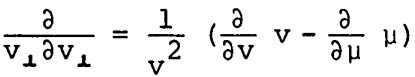 ∂/(v⊥∂v⊥) = 1/v² (∂/∂v v - ∂/∂μ μ)